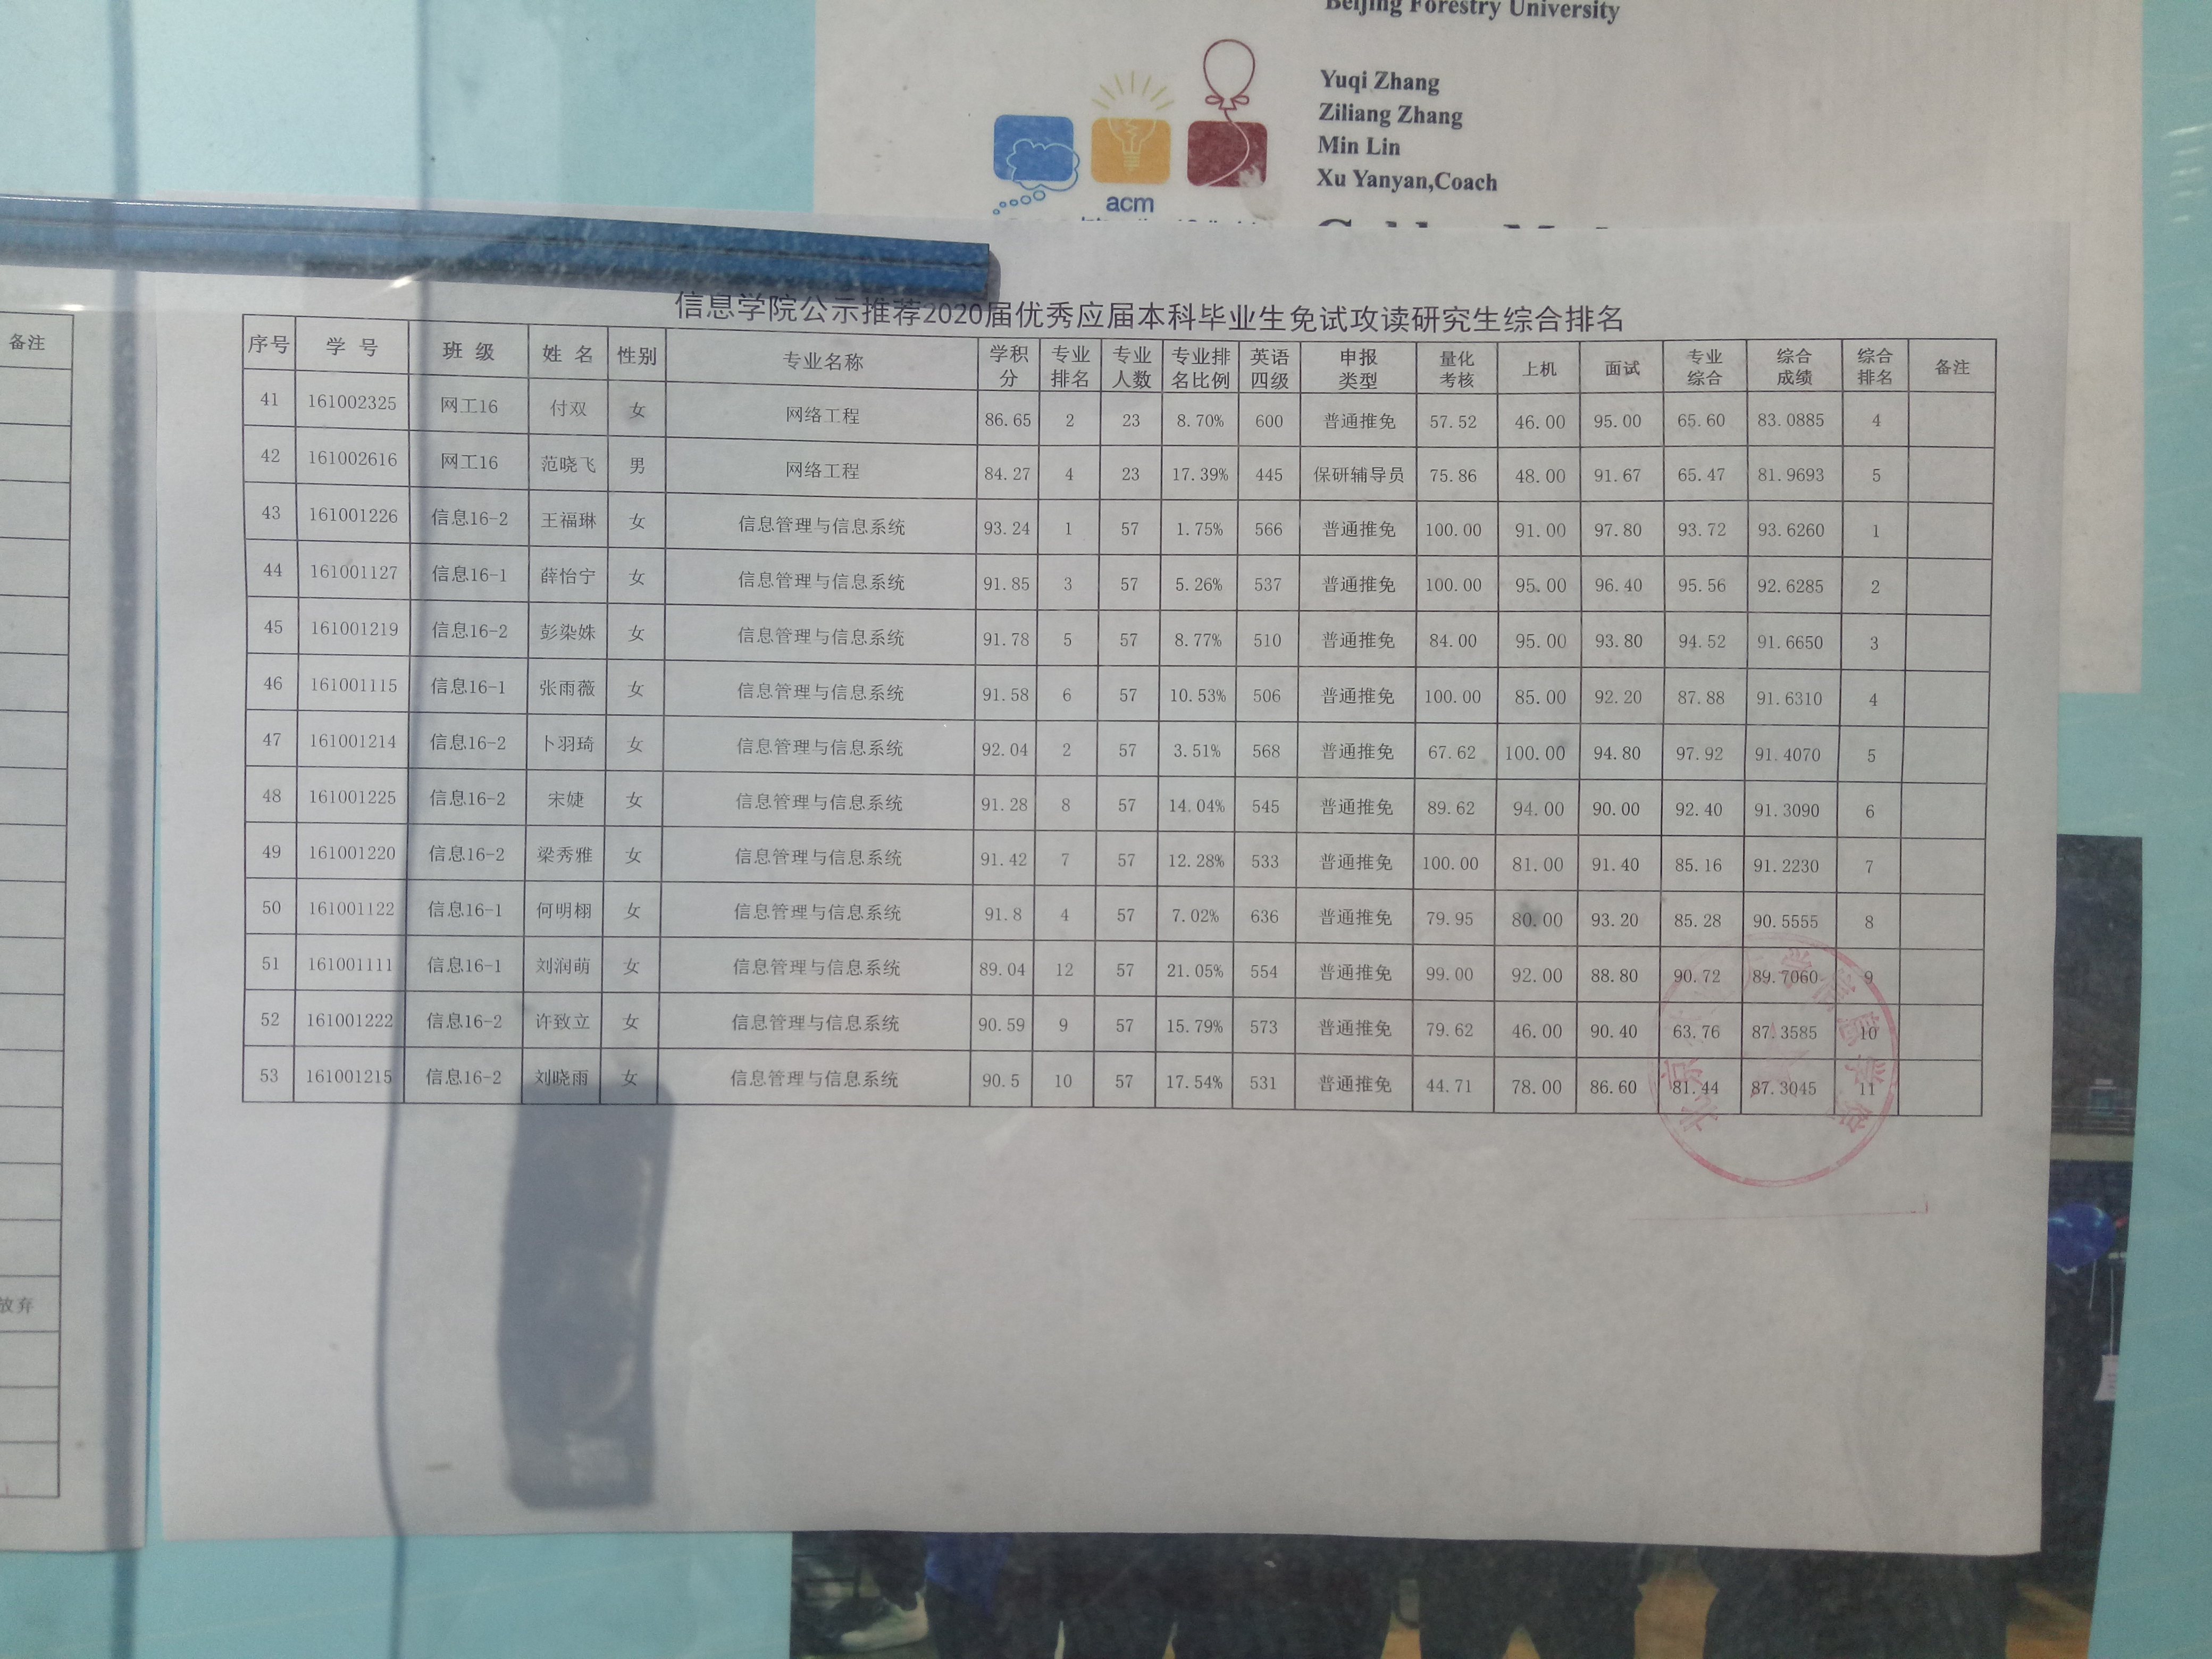 Beijing Forestry University
Yuqi Zhang
Ziliang Zhang
Min Lin
Xu Yanyan,Coach
acm
备注
放弃
信息学院公示推荐2020届优秀应届本科毕业生免试攻读研究生综合排名
序号 学号 班级 姓名 性别 专业名称 学积分 专业排名 专业人数 专业排名比例 英语四级 申报类型 量化考核 上机 面试 专业综合 综合成绩 综合排名 备注
41 161002325 网工16 付双 女 网络工程 86.65 2 23 8.70% 600 普通推免 57.52 46.00 95.00 65.60 83.0885 4
42 161002616 网工16 范晓飞 男 网络工程 84.27 4 23 17.39% 445 保研辅导员 75.86 48.00 91.67 65.47 81.9693 5
43 161001226 信息16-2 王福琳 女 信息管理与信息系统 93.24 1 57 1.75% 566 普通推免 100.00 91.00 97.80 93.72 93.6260 1
44 161001127 信息16-1 薛怡宁 女 信息管理与信息系统 91.85 3 57 5.26% 537 普通推免 100.00 95.00 96.40 95.56 92.6285 2
45 161001219 信息16-2 彭染姝 女 信息管理与信息系统 91.78 5 57 8.77% 510 普通推免 84.00 95.00 93.80 94.52 91.6650 3
46 161001115 信息16-1 张雨薇 女 信息管理与信息系统 91.58 6 57 10.53% 506 普通推免 100.00 85.00 92.20 87.88 91.6310 4
47 161001214 信息16-2 卜羽琦 女 信息管理与信息系统 92.04 2 57 3.51% 568 普通推免 67.62 100.00 94.80 97.92 91.4070 5
48 161001225 信息16-2 宋婕 女 信息管理与信息系统 91.28 8 57 14.04% 545 普通推免 89.62 94.00 90.00 92.40 91.3090 6
49 161001220 信息16-2 梁秀雅 女 信息管理与信息系统 91.42 7 57 12.28% 533 普通推免 100.00 81.00 91.40 85.16 91.2230 7
50 161001122 信息16-1 何明栩 女 信息管理与信息系统 91.8 4 57 7.02% 636 普通推免 79.95 80.00 93.20 85.28 90.5555 8
51 161001111 信息16-1 刘润萌 女 信息管理与信息系统 89.04 12 57 21.05% 554 普通推免 99.00 92.00 88.80 90.72 89.7060 9
52 161001222 信息16-2 许致立 女 信息管理与信息系统 90.59 9 57 15.79% 573 普通推免 79.62 46.00 90.40 63.76 87.3585 10
53 161001215 信息16-2 刘晓雨 女 信息管理与信息系统 90.5 10 57 17.54% 531 普通推免 44.71 78.00 86.60 81.44 87.3045 11